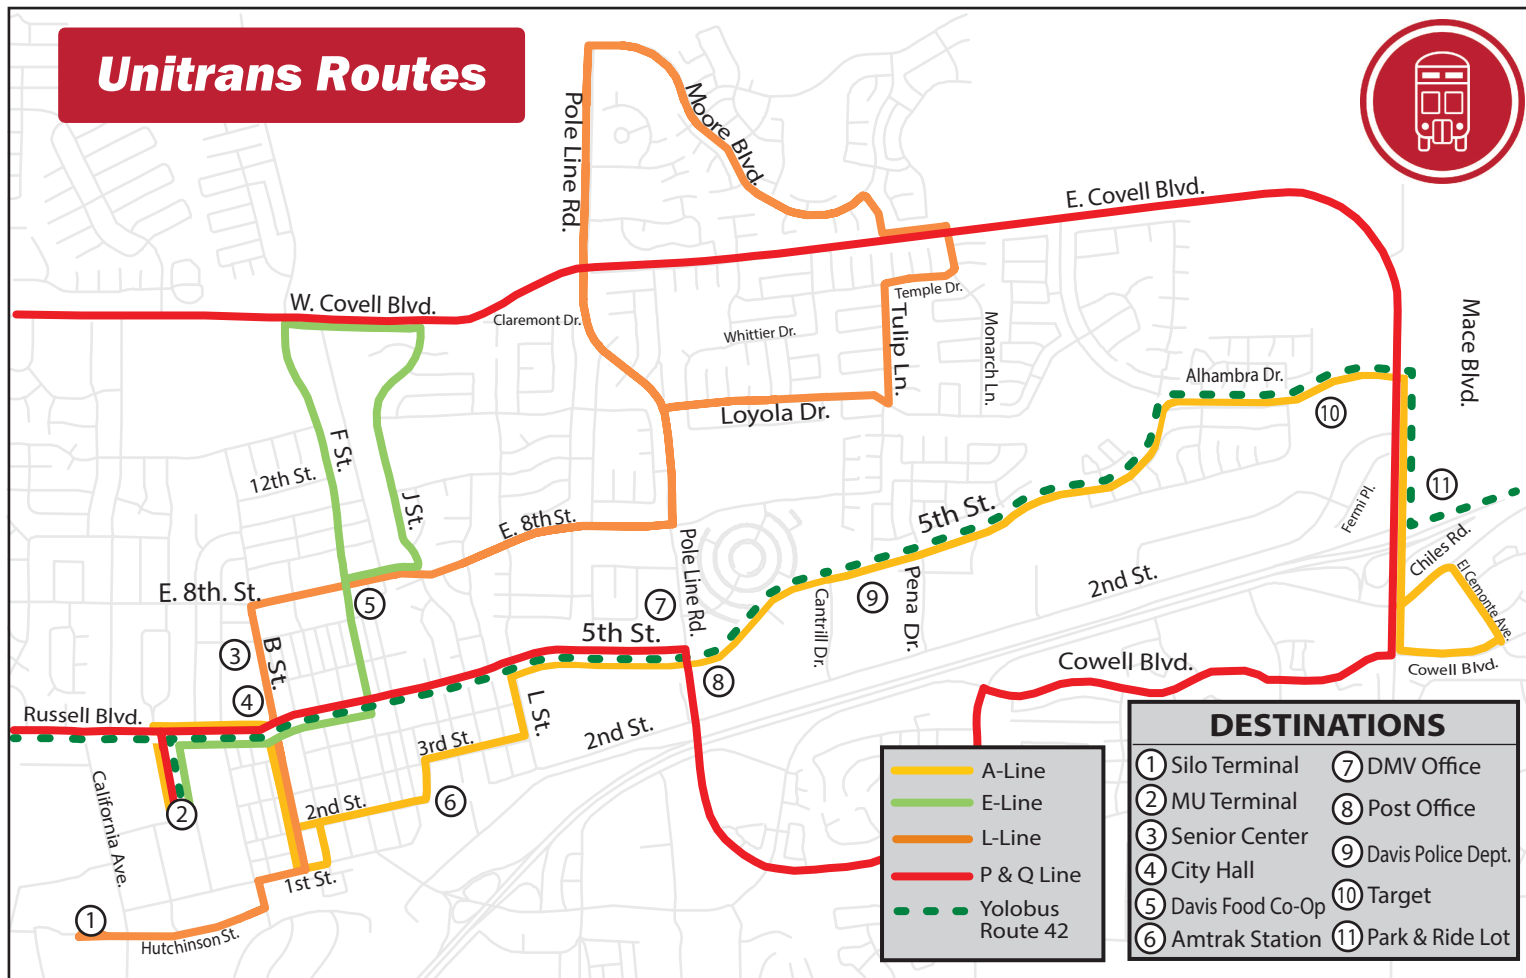 Unitrans Routes
Pole Line Rd.
Moore Blvd.
E. Covell Blvd.
W. Covell Blvd.
Claremont Dr.
Temple Dr.
Whittier Dr.
Tulip Ln.
Monarch Ln.
Mace Blvd.
Alhambra Dr.
Loyola Dr.
10
F St.
12th St.
J St.
E. 8th St.
5th St.
Fermi Pl.
11
Chiles Rd.
El Cemonte Ave.
Pole Line Rd.
2nd St.
E. 8th. St.
5
7
9
Pena Dr.
Cantrill Dr.
3
B St.
5th St.
Cowell Blvd.
Cowell Blvd.
4
8
Russell Blvd.
L St.
3rd St.
2nd St.
California Ave.
2
2nd St.
6
1st St.
1
Hutchinson St.
A-Line
E-Line
L-Line
P & Q Line
Yolobus
Route 42
DESTINATIONS
1 Silo Terminal
2 MU Terminal
3 Senior Center
4 City Hall
5 Davis Food Co-Op
6 Amtrak Station
7 DMV Office
8 Post Office
9 Davis Police Dept.
10 Target
11 Park & Ride Lot